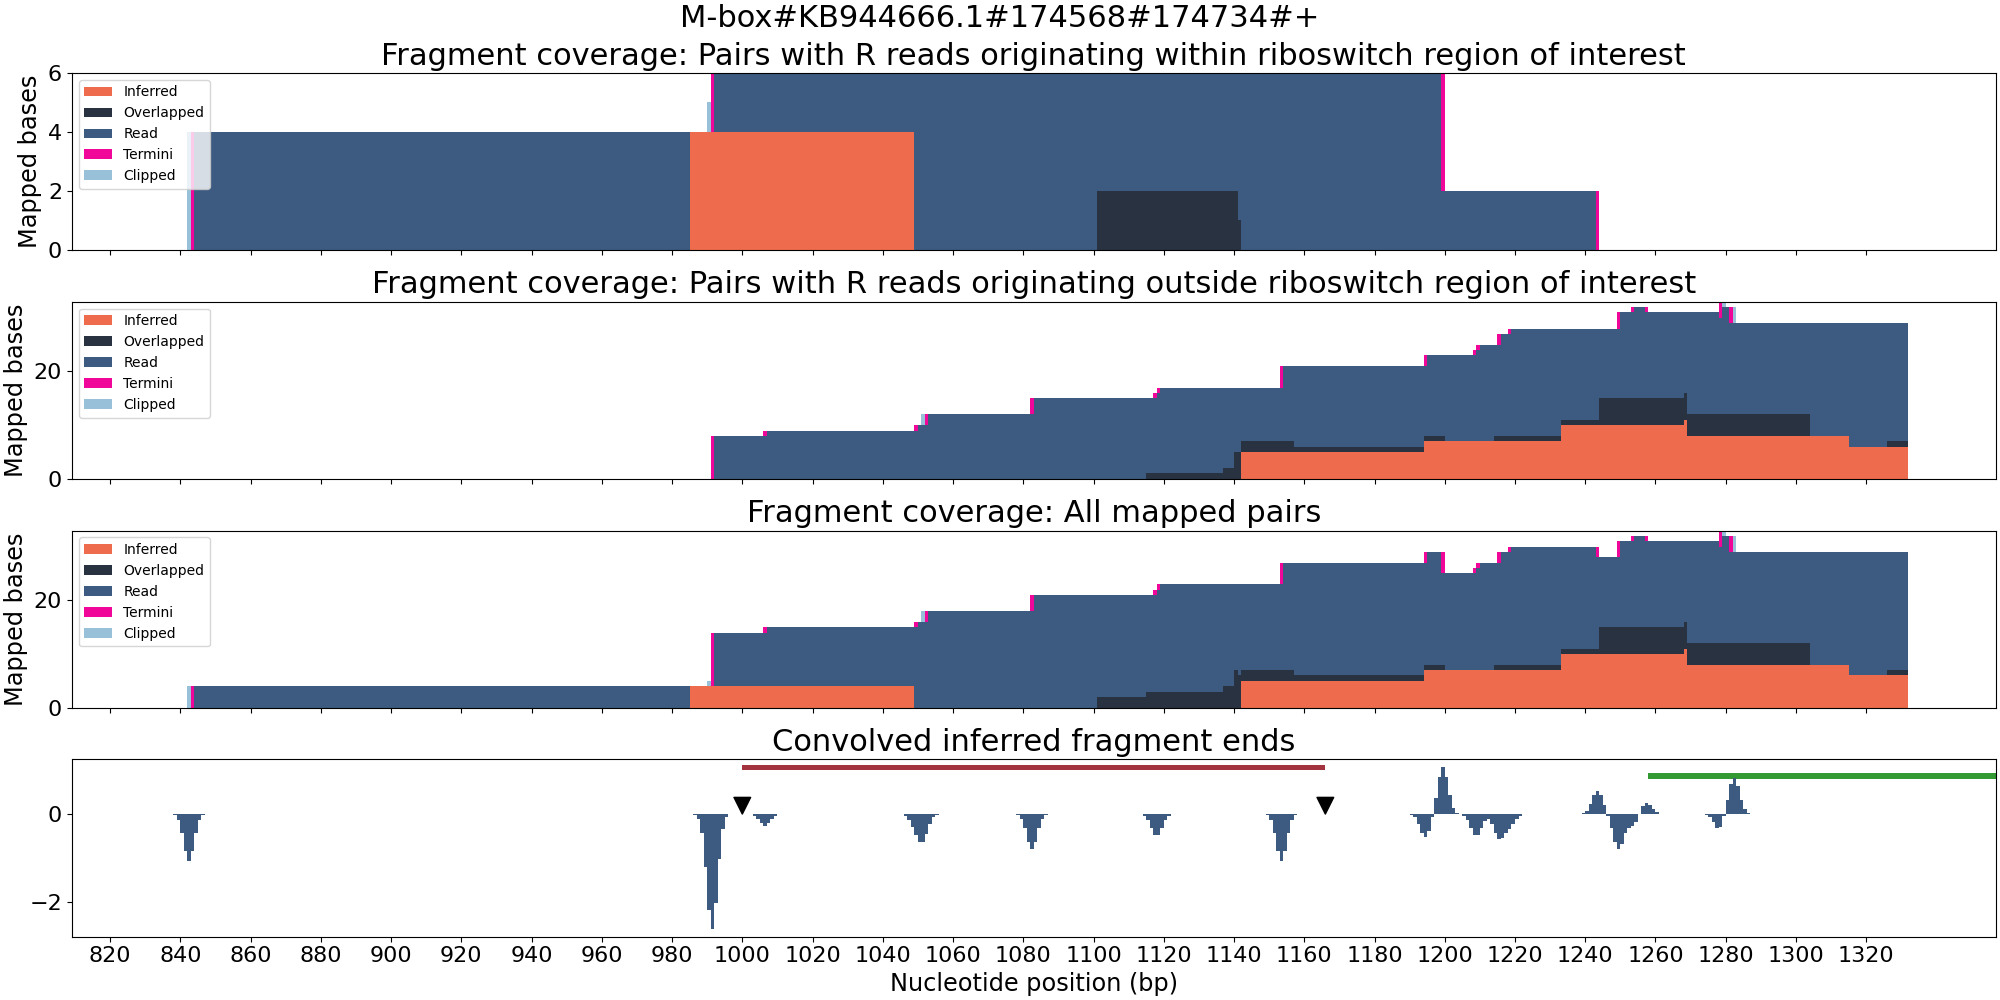 M-box#KB944666.1#174568#174734#+
Fragment coverage: Pairs with R reads originating within riboswitch region of interest
Mapped bases
6
4
2
0
Inferred
Overlapped
Read
Termini
Clipped
Fragment coverage: Pairs with R reads originating outside riboswitch region of interest
Mapped bases
20
0
Inferred
Overlapped
Read
Termini
Clipped
Fragment coverage: All mapped pairs
Mapped bases
20
0
Inferred
Overlapped
Read
Termini
Clipped
Convolved inferred fragment ends
0
−2
820 840 860 880 900 920 940 960 980 1000 1020 1040 1060 1080 1100 1120 1140 1160 1180 1200 1220 1240 1260 1280 1300 1320
Nucleotide position (bp)